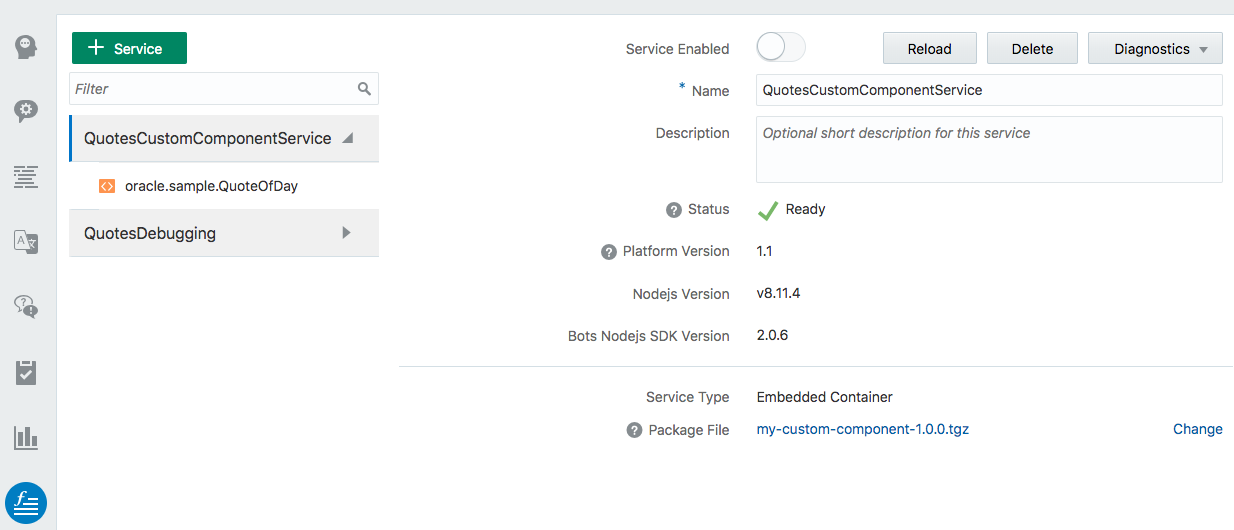 + Service
Filter
QuotesCustomComponentService
oracle.sample.QuoteOfDay
QuotesDebugging
Service Enabled
Reload
Delete
Diagnostics
* Name
QuotesCustomComponentService
Description
Optional short description for this service
? Status
Ready
? Platform Version
1.1
Nodejs Version
v8.11.4
Bots Nodejs SDK Version
2.0.6
Service Type
Embedded Container
? Package File
my-custom-component-1.0.0.tgz
Change